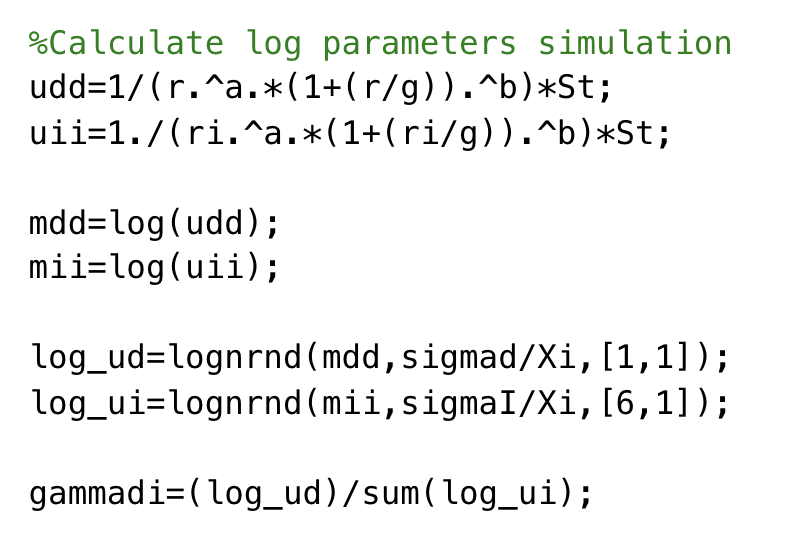 %Calculate log parameters simulation
udd=1/(r.^a.*(1+(r/g)).^b)*St;
uii=1./(ri.^a.*(1+(ri/g)).^b)*St;
mdd=log(udd);
mii=log(uii);
log_ud=lognrnd(mdd,sigmad/Xi,[1,1]);
log_ui=lognrnd(mii,sigmaI/Xi,[6,1]);
gammadi=(log_ud)/sum(log_ui);